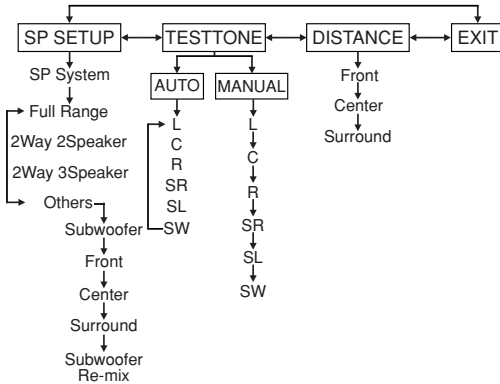 SP SETUP
TESTTONE
DISTANCE
EXIT
SP System
Full Range
2Way 2Speaker
2Way 3Speaker
Others
Subwoofer
Front
Center
Surround
Subwoofer
Re-mix
AUTO
L
C
R
SR
SL
SW
MANUAL
L
C
R
SR
SL
SW
Front
Center
Surround